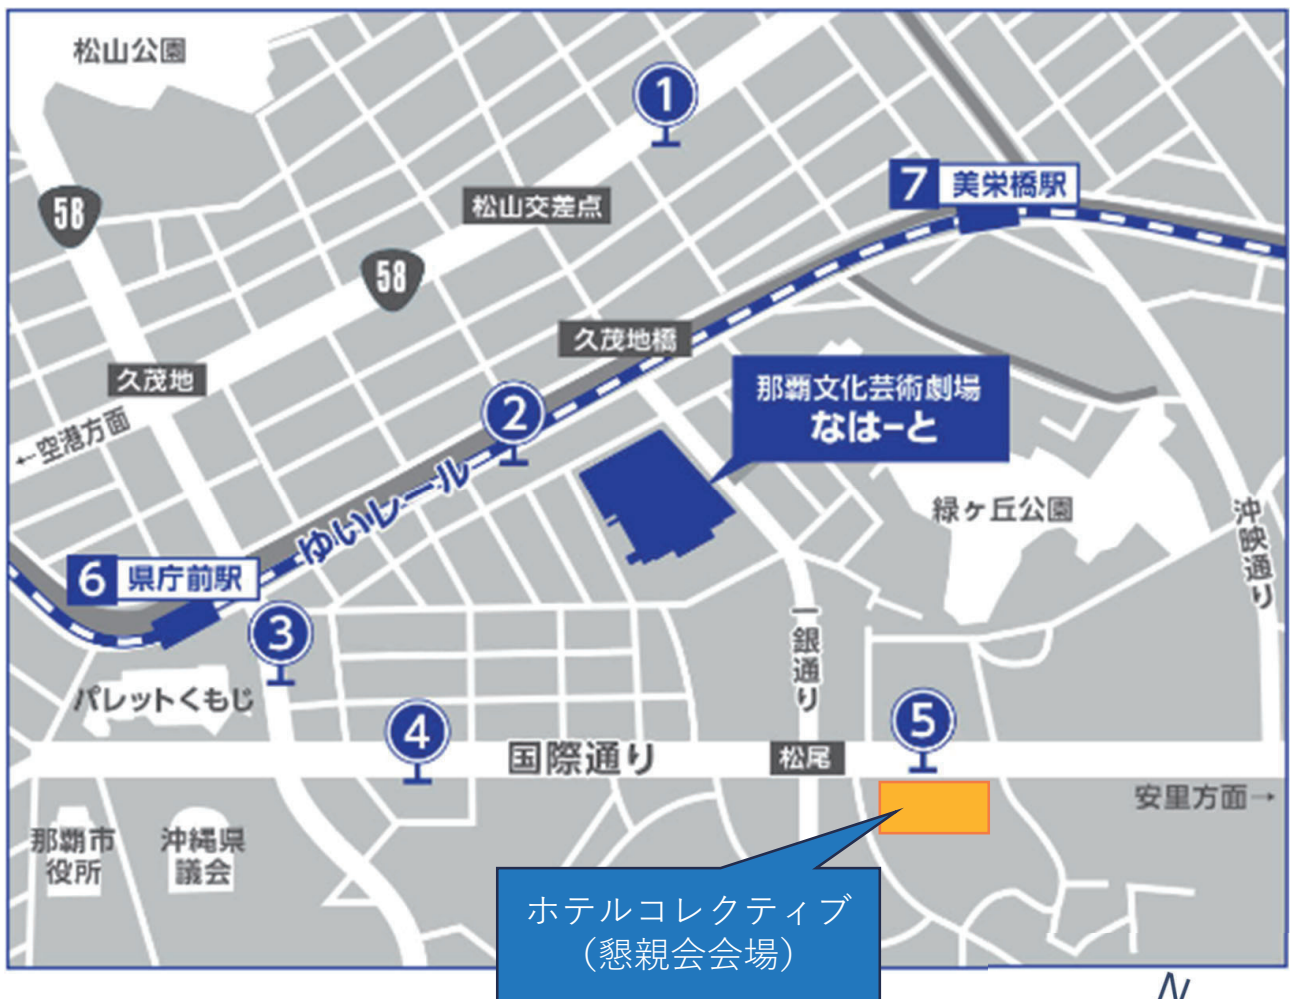 松山公園
1
7 美栄橋駅
58
松山交差点
58
久茂地橋
久茂地
那覇文化芸術劇場
なはーと
2
←空港方面
ゆいレール
緑ヶ丘公園
沖映通り
6 県庁前駅
3
一銀通り
パレットくもじ
4
5
国際通り
松尾
安里方面→
那覇市
役所
沖縄県
議会
ホテルコレクティブ
(懇親会会場)
N